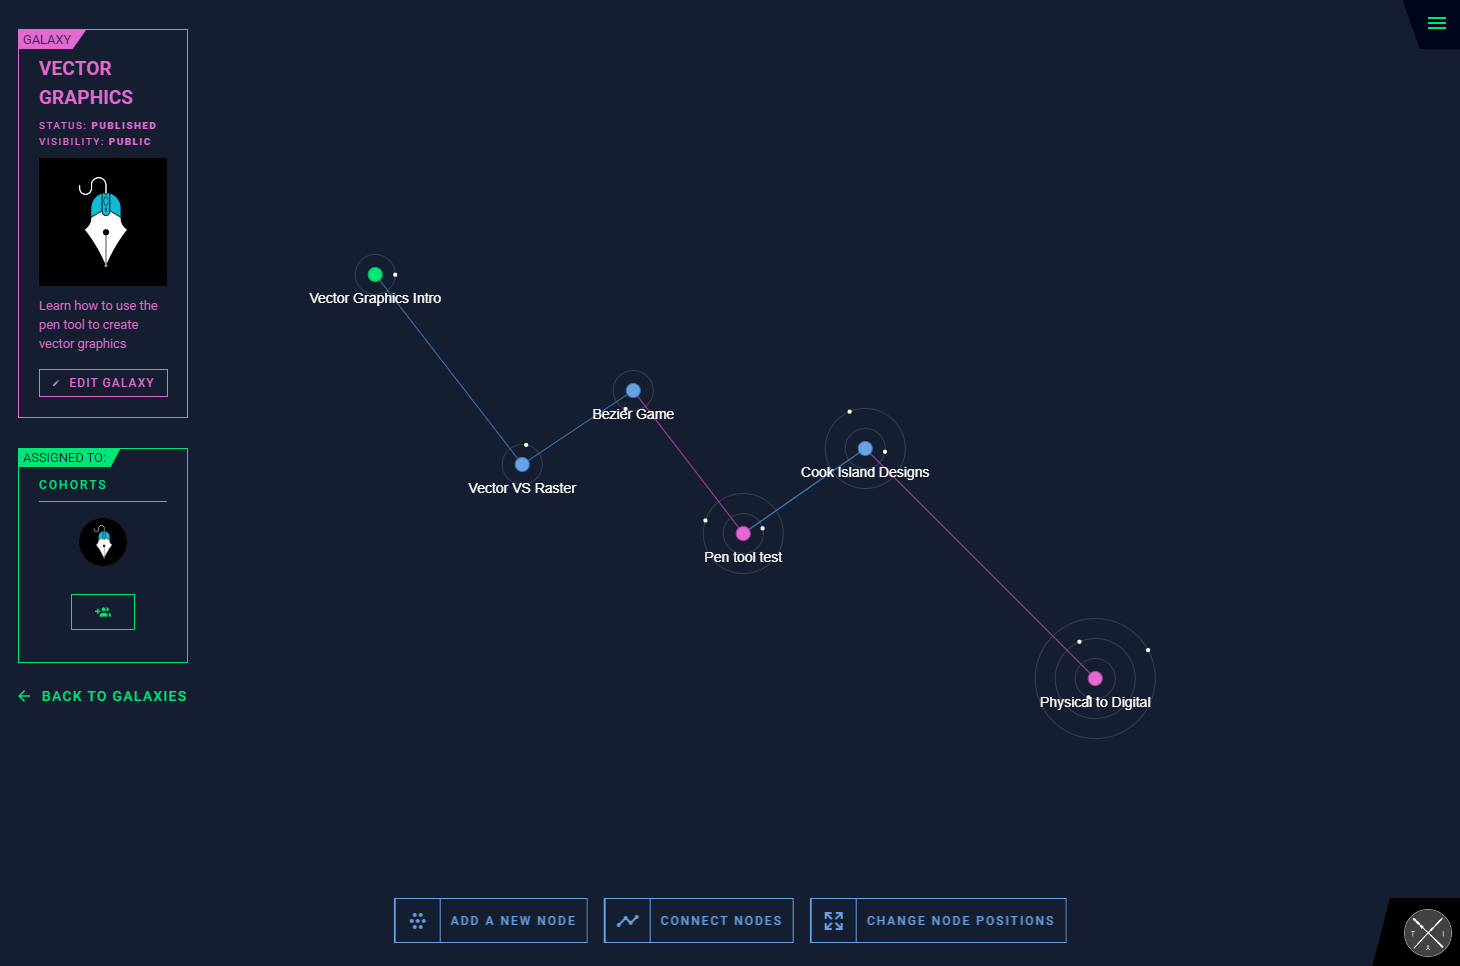 GALAXY
VECTOR
GRAPHICS
STATUS: PUBLISHED
VISIBILITY: PUBLIC
Learn how to use the
pen tool to create
vector graphics
EDIT GALAXY
ASSIGNED TO:
COHORTS
BACK TO GALAXIES
Vector Graphics Intro
Bezier Game
Vector VS Raster
Cook Island Designs
Pen tool test
Physical to Digital
ADD A NEW NODE
CONNECT NODES
CHANGE NODE POSITIONS
T I
A